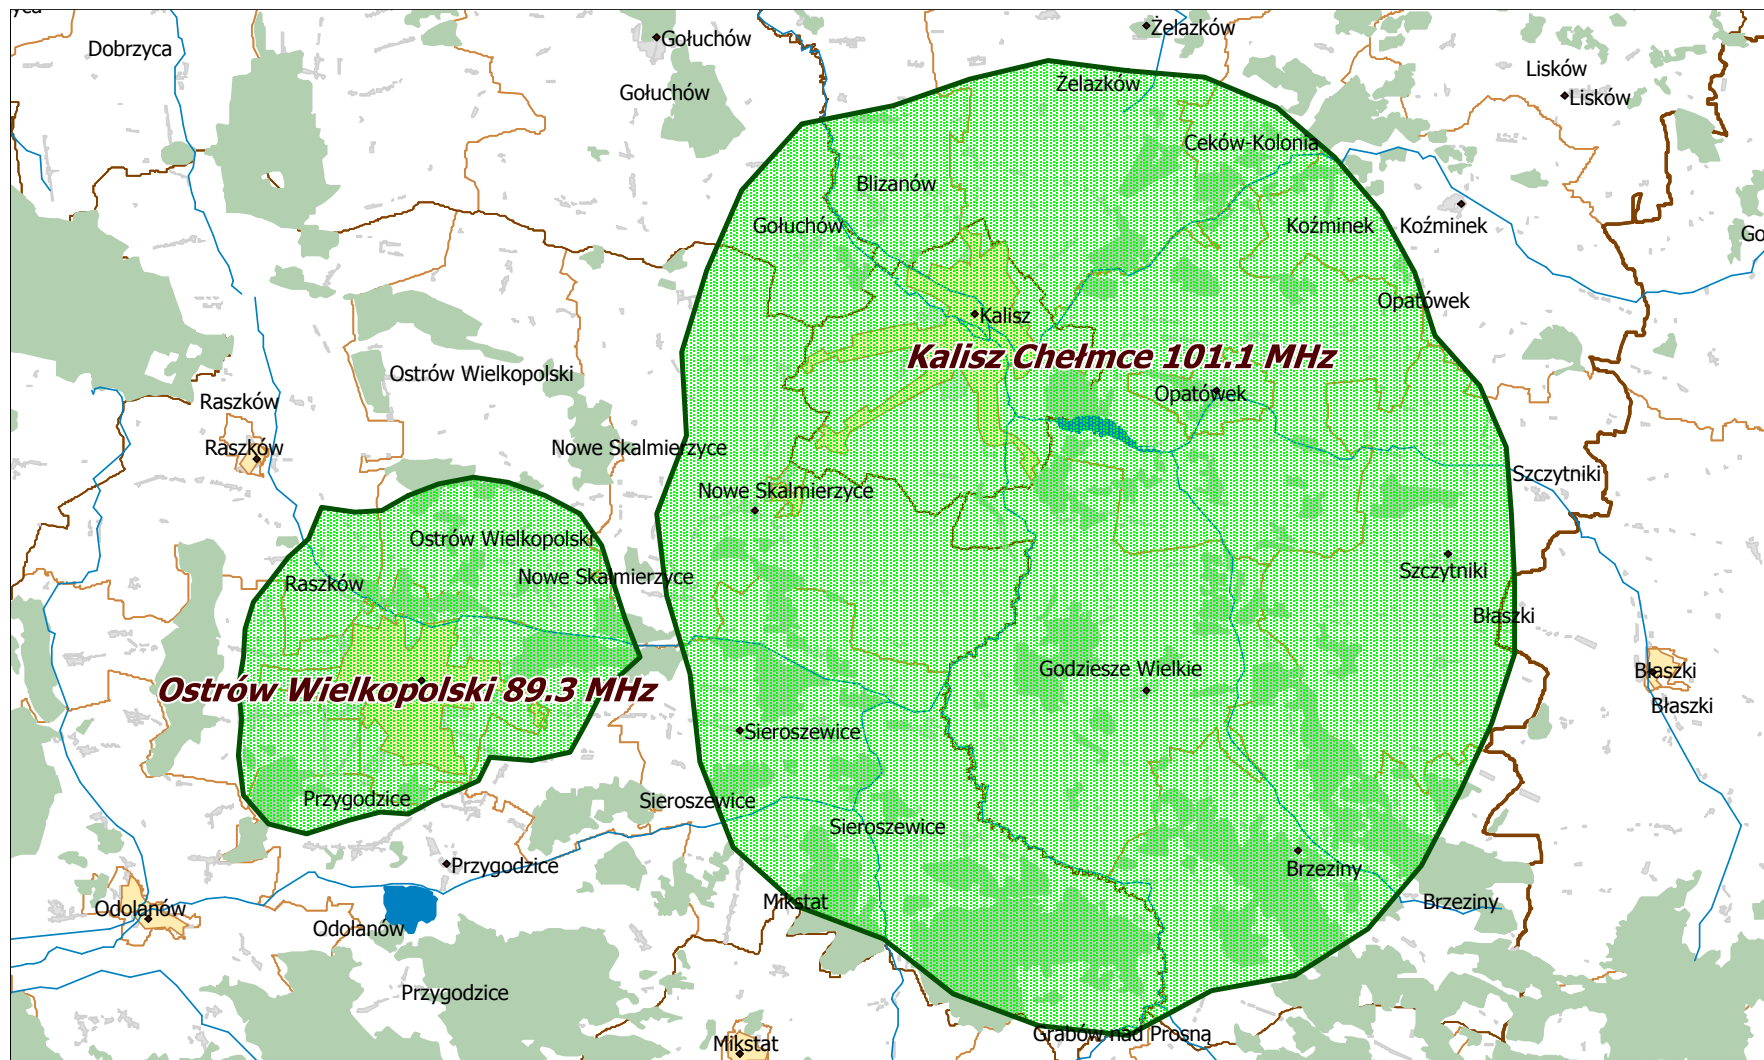 yca
Dobrzyca
Gołuchów
Żelazków
Lisków
Żelazków
Gołuchów
Lisków
Ceków-Kolonia
Blizanów
Gołuchów
Koźminek
Koźminek
Go
Opatówek
Kalisz
Kalisz Chełmce 101.1 MHz
Ostrów Wielkopolski
Opatówek
Raszków
Raszków
Nowe Skalmierzyce
Szczytniki
Nowe Skalmierzyce
Ostrów Wielkopolski
Szczytniki
Nowe Skalmierzyce
Raszków
Błaszki
Godziesze Wielkie
Błaszki
Ostrów Wielkopolski 89.3 MHz
Błaszki
Sieroszewice
Przygodzice
Sieroszewice
Sieroszewice
Przygodzice
Brzeziny
Mikstat
Brzeziny
Odolanów
Odolanów
Przygodzice
Grabów nad Prosną
Mikstat